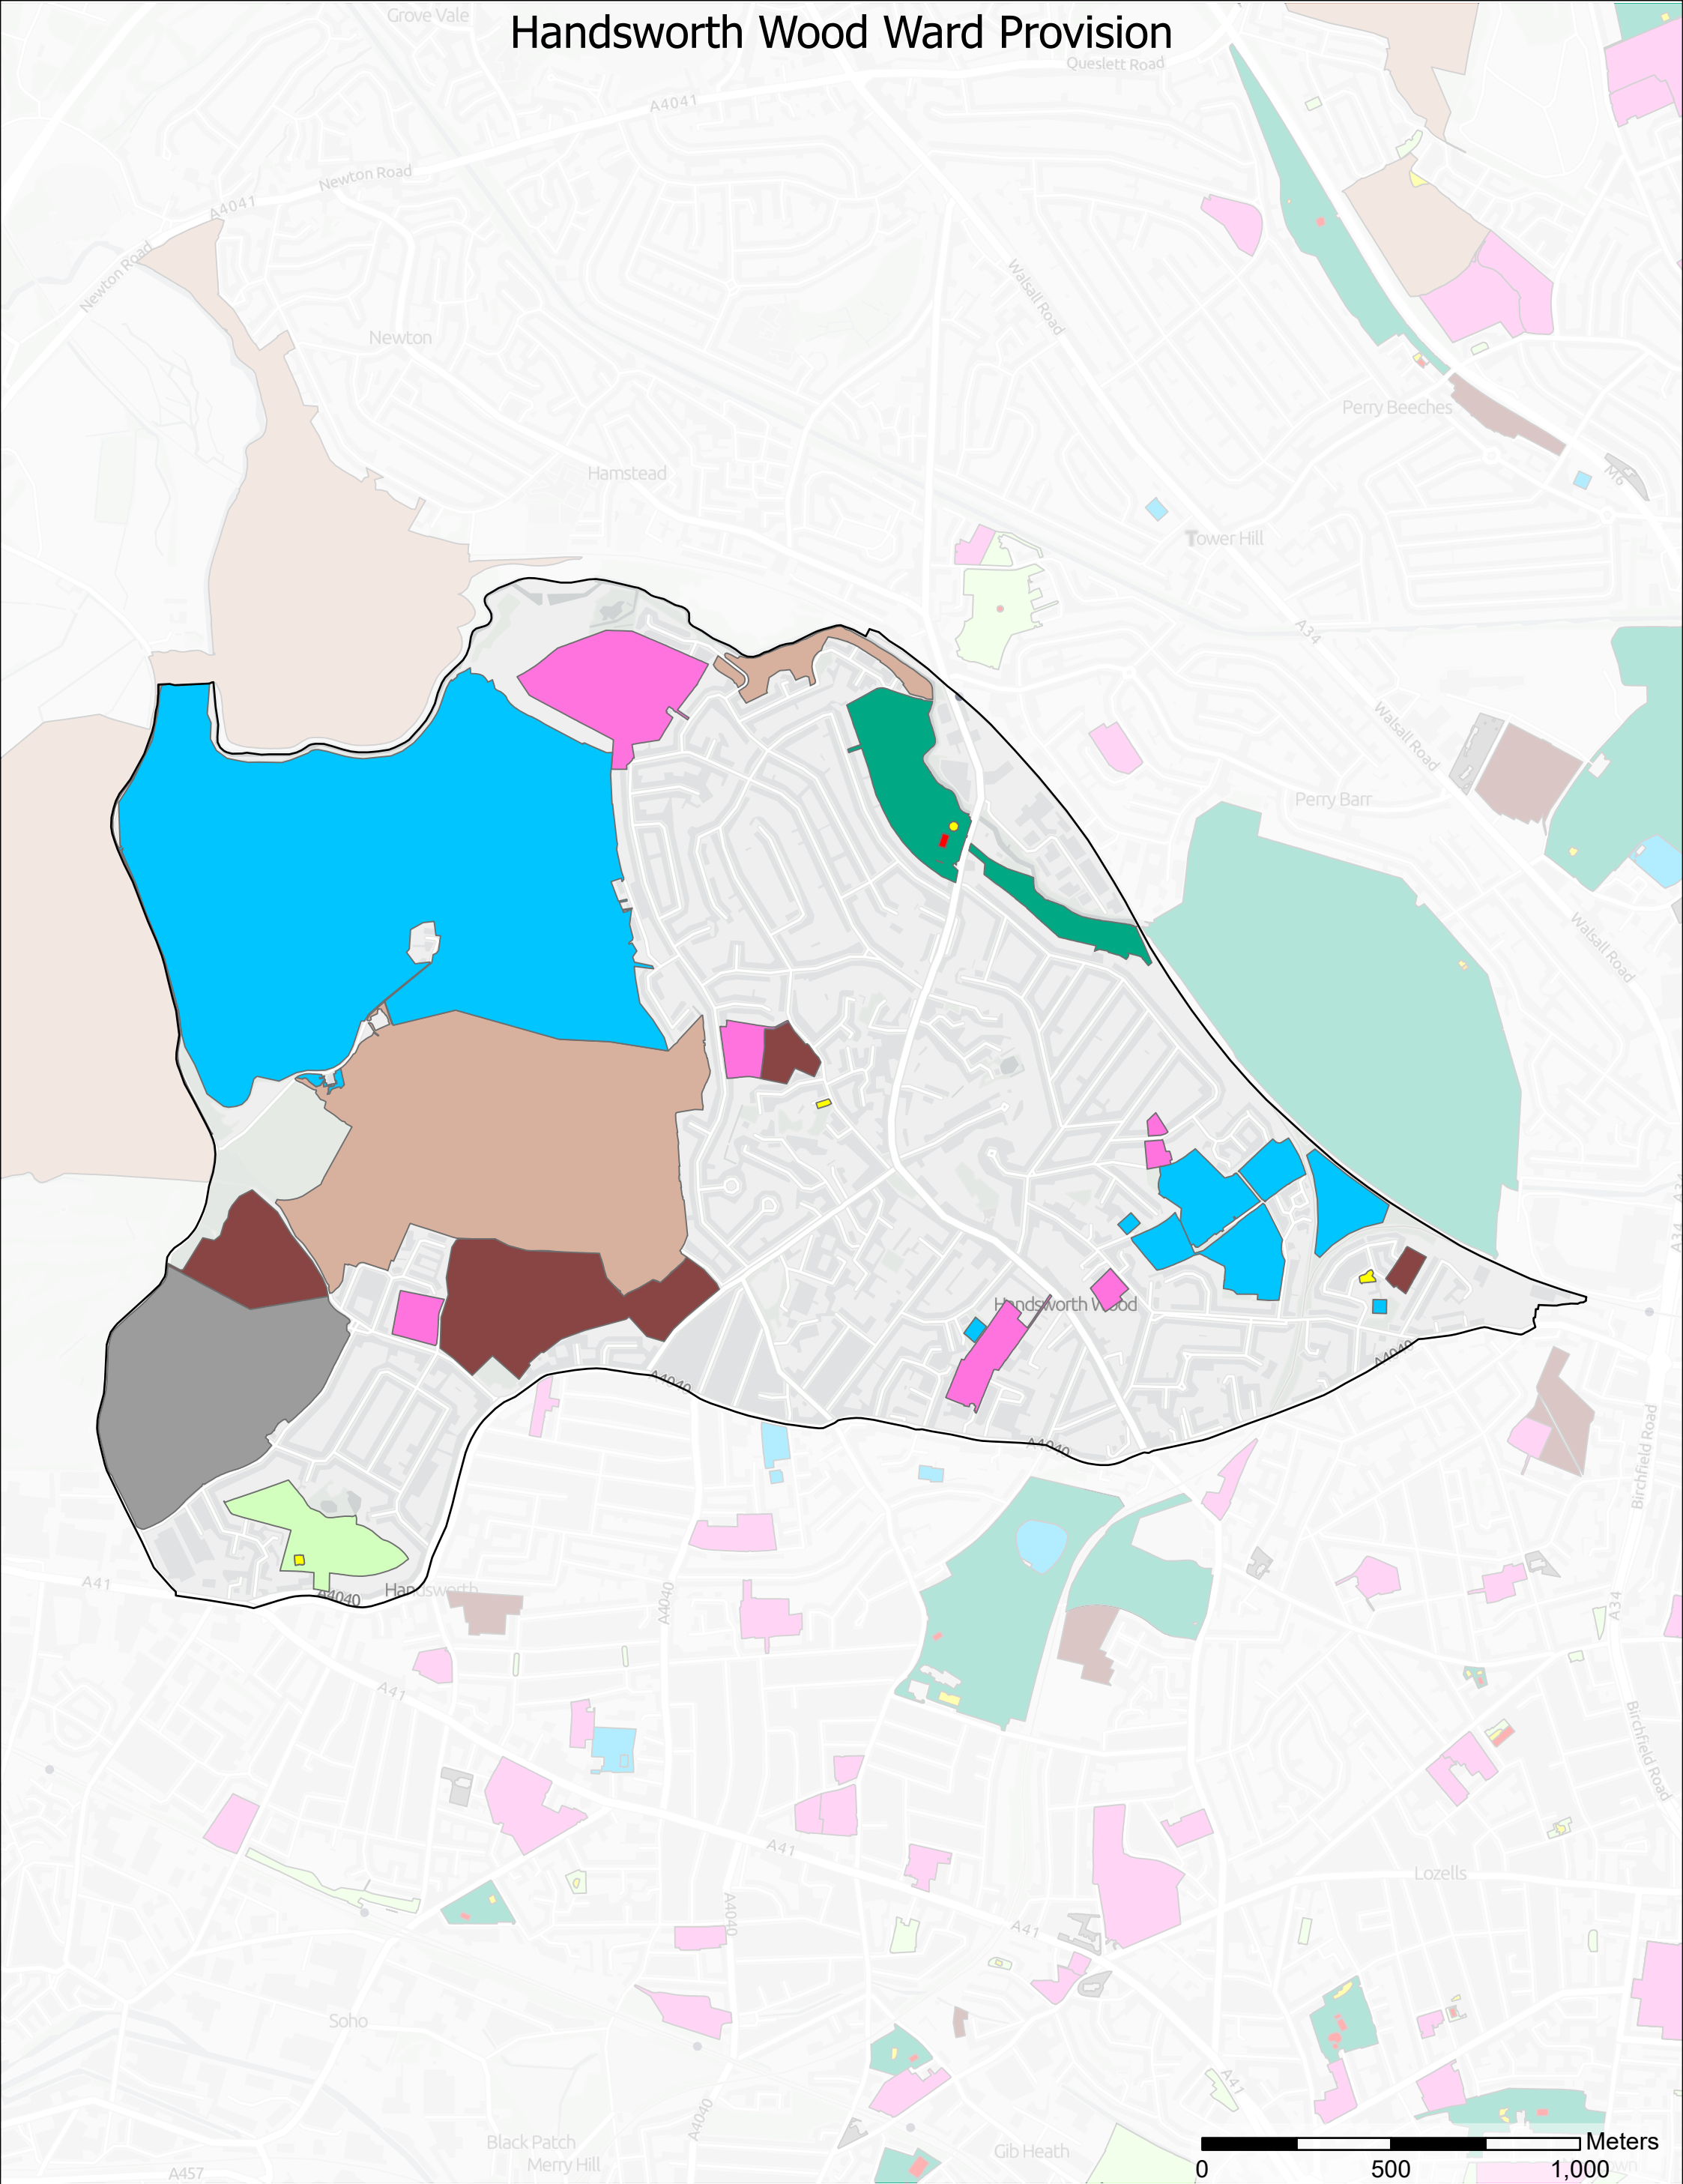 Handsworth Wood Ward Provision
Grove Vale
Queslett Road
A4041
Newton Road
A4041
Newton Road
Walsall Road
Newton
Perry Beeches
Hamstead
M6
Tower Hill
A34
Walsall Road
Perry Barr
Walsall Road
A34
A34
Handsworth Wood
A4040
A4040
A4040
Birchfield Road
A41
Handsworth
A4040
A4040
A34
A41
Birchfield Road
A41
Lozells
A4040
A41
Soho
A41
A4040
Black Patch
Merry Hill
Gib Heath
A457
Meters
0 500 1,000